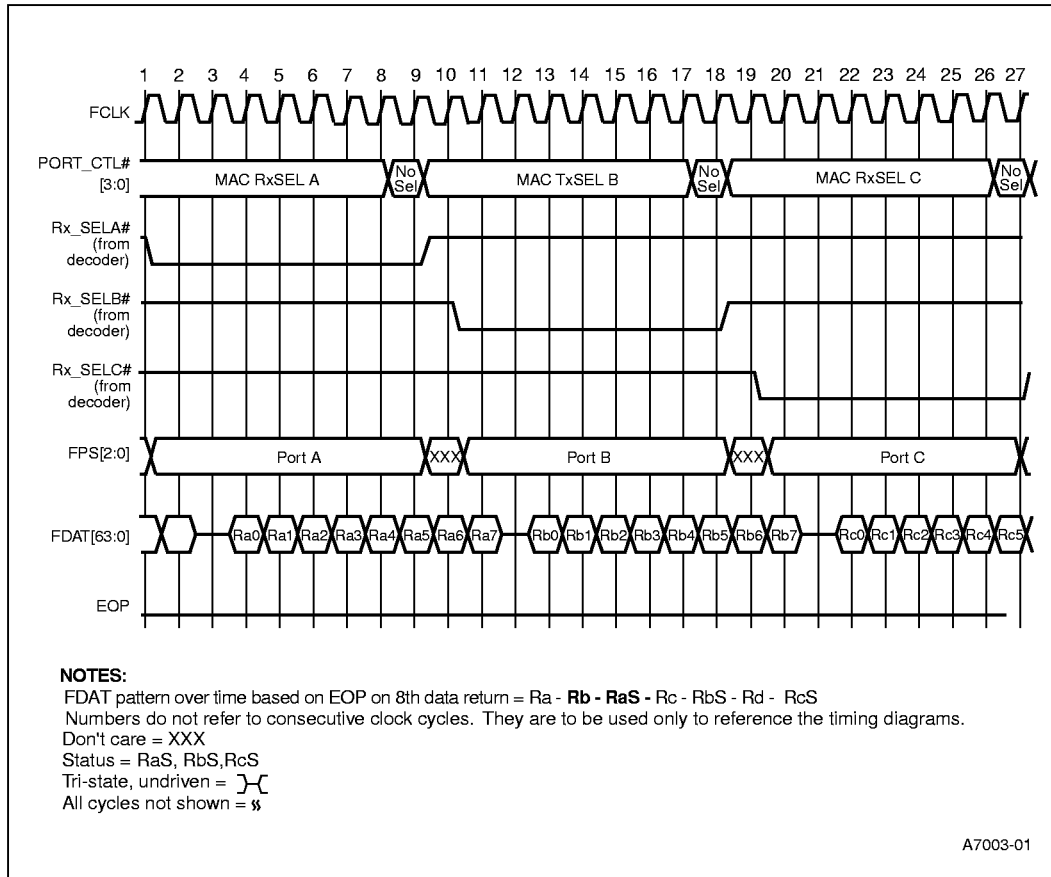 1 2 3 4 5 6 7 8 9 10 11 12 13 14 15 16 17 18 19 20 21 22 23 24 25 26 27
FCLK
PORT_CTL#
[3:0]
MAC RxSEL A
No
Sel
MAC TxSEL B
No
Sel
MAC RxSEL C
No
Sel
Rx_SELA#
(from
decoder)
Rx_SELB#
(from
decoder)
Rx_SELC#
(from
decoder)
FPS[2:0] Port A XXX Port B XXX Port C
FDAT[63:0] Ra0 Ra1 Ra2 Ra3 Ra4 Ra5 Ra6 Ra7 Rb0 Rb1 Rb2 Rb3 Rb4 Rb5 Rb6 Rb7 Rc0 Rc1 Rc2 Rc3 Rc4 Rc5
EOP
NOTES:
FDAT pattern over time based on EOP on 8th data return = Ra - Rb - RaS - Rc - RbS - Rd - RcS
Numbers do not refer to consecutive clock cycles. They are to be used only to reference the timing diagrams.
Don't care = XXX
Status = RaS, RbS,RcS
Tri-state, undriven =
All cycles not shown =
A7003-01